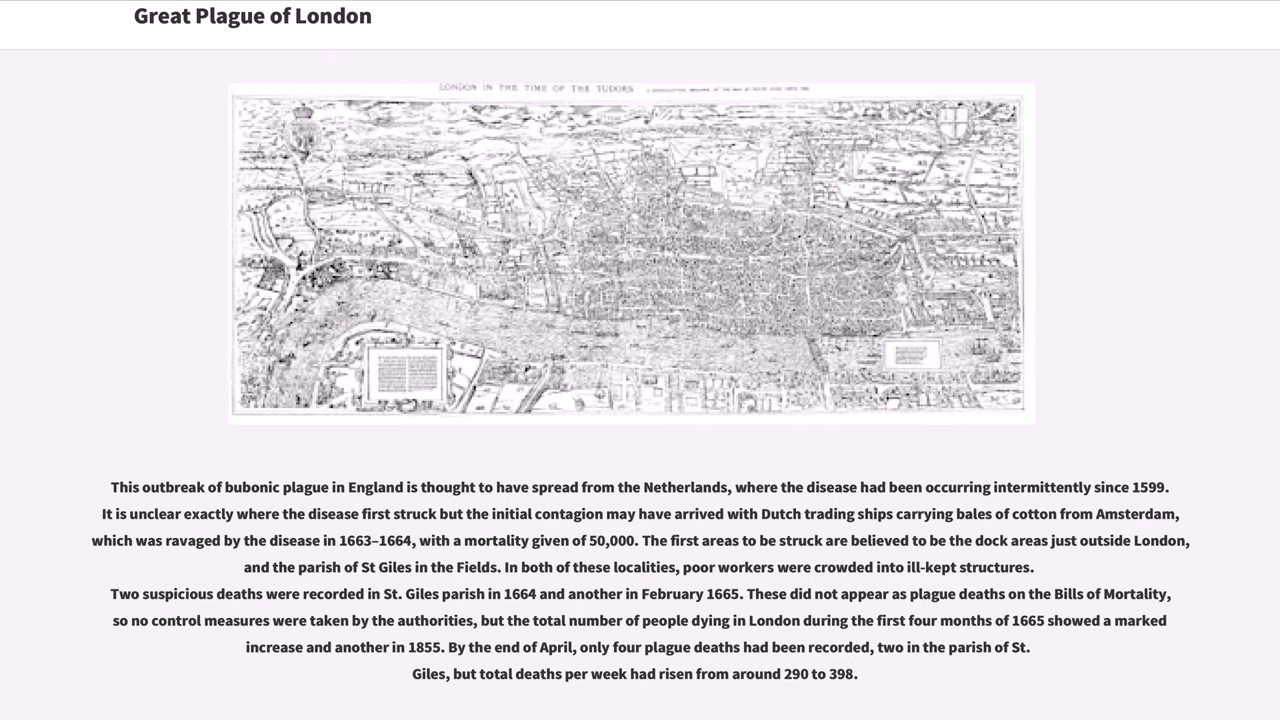 Great Plague of London
LONDON IN THE TIME OF THE TUDORS
This outbreak of bubonic plague in England is thought to have spread from the Netherlands, where the disease had been occurring intermittently since 1599.
It is unclear exactly where the disease first struck but the initial contagion may have arrived with Dutch trading ships carrying bales of cotton from Amsterdam,
which was ravaged by the disease in 1663–1664, with a mortality given of 50,000. The first areas to be struck are believed to be the dock areas just outside London,
and the parish of St Giles in the Fields. In both of these localities, poor workers were crowded into ill-kept structures.
Two suspicious deaths were recorded in St. Giles parish in 1664 and another in February 1665. These did not appear as plague deaths on the Bills of Mortality,
so no control measures were taken by the authorities, but the total number of people dying in London during the first four months of 1665 showed a marked
increase and another in 1855. By the end of April, only four plague deaths had been recorded, two in the parish of St.
Giles, but total deaths per week had risen from around 290 to 398.